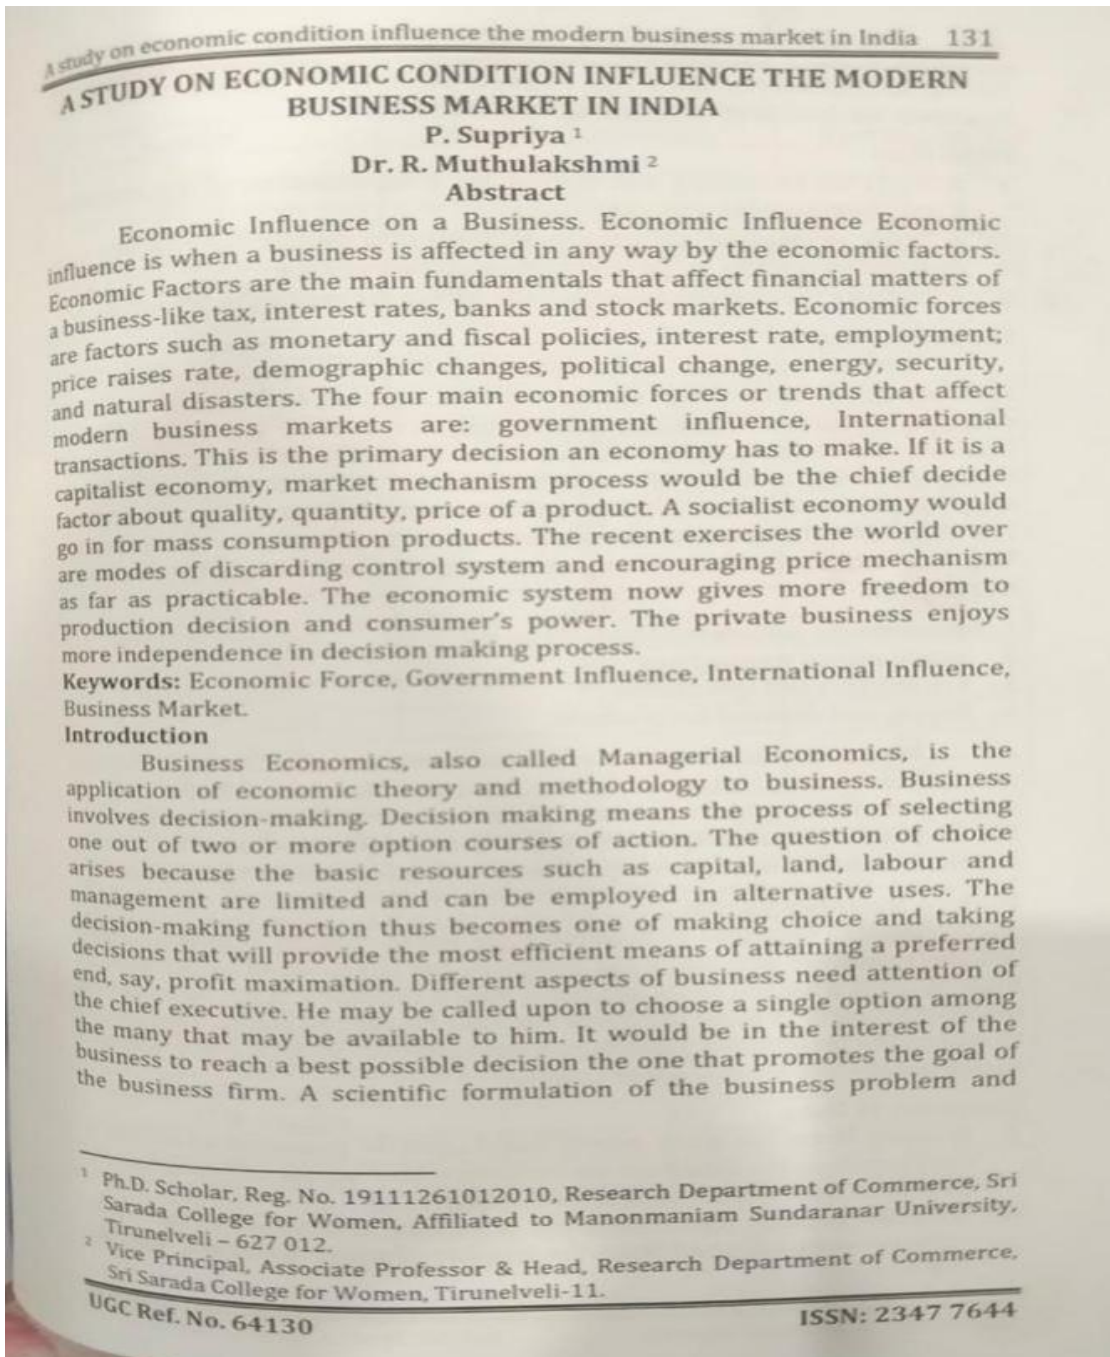 A study on economic condition influence the modern business market in India 131
A STUDY ON ECONOMIC CONDITION INFLUENCE THE MODERN
BUSINESS MARKET IN INDIA
P. Supriya 1
Dr. R. Muthulakshmi 2
Abstract
Economic Influence on a Business. Economic Influence Economic
influence is when a business is affected in any way by the economic factors.
Economic Factors are the main fundamentals that affect financial matters of
a business-like tax, interest rates, banks and stock markets. Economic forces
are factors such as monetary and fiscal policies, interest rate, employment;
price raises rate, demographic changes, political change, energy, security,
and natural disasters. The four main economic forces or trends that affect
modern business markets are: government influence, International
transactions. This is the primary decision an economy has to make. If it is a
capitalist economy, market mechanism process would be the chief decide
factor about quality, quantity, price of a product. A socialist economy would
go in for mass consumption products. The recent exercises the world over
are modes of discarding control system and encouraging price mechanism
as far as practicable. The economic system now gives more freedom to
production decision and consumer's power. The private business enjoys
more independence in decision making process.
Keywords: Economic Force, Government Influence, International Influence,
Business Market.
Introduction
Business Economics, also called Managerial Economics, is the
application of economic theory and methodology to business. Business
involves decision-making. Decision making means the process of selecting
one out of two or more option courses of action. The question of choice
arises because the basic resources such as capital, land, labour and
management are limited and can be employed in alternative uses. The
decision-making function thus becomes one of making choice and taking
decisions that will provide the most efficient means of attaining a preferred
end, say, profit maximation. Different aspects of business need attention of
the chief executive. He may be called upon to choose a single option among
the many that may be available to him. It would be in the interest of the
business to reach a best possible decision the one that promotes the goal of
the business firm. A scientific formulation of the business problem and
1 Ph.D. Scholar, Reg. No. 19111261012010, Research Department of Commerce, Sri
Sarada College for Women, Affiliated to Manonmaniam Sundaranar University,
Tirunelveli – 627 012.
2 Vice Principal, Associate Professor & Head, Research Department of Commerce,
Sri Sarada College for Women, Tirunelveli-11.
UGC Ref. No. 64130 ISSN: 2347 7644